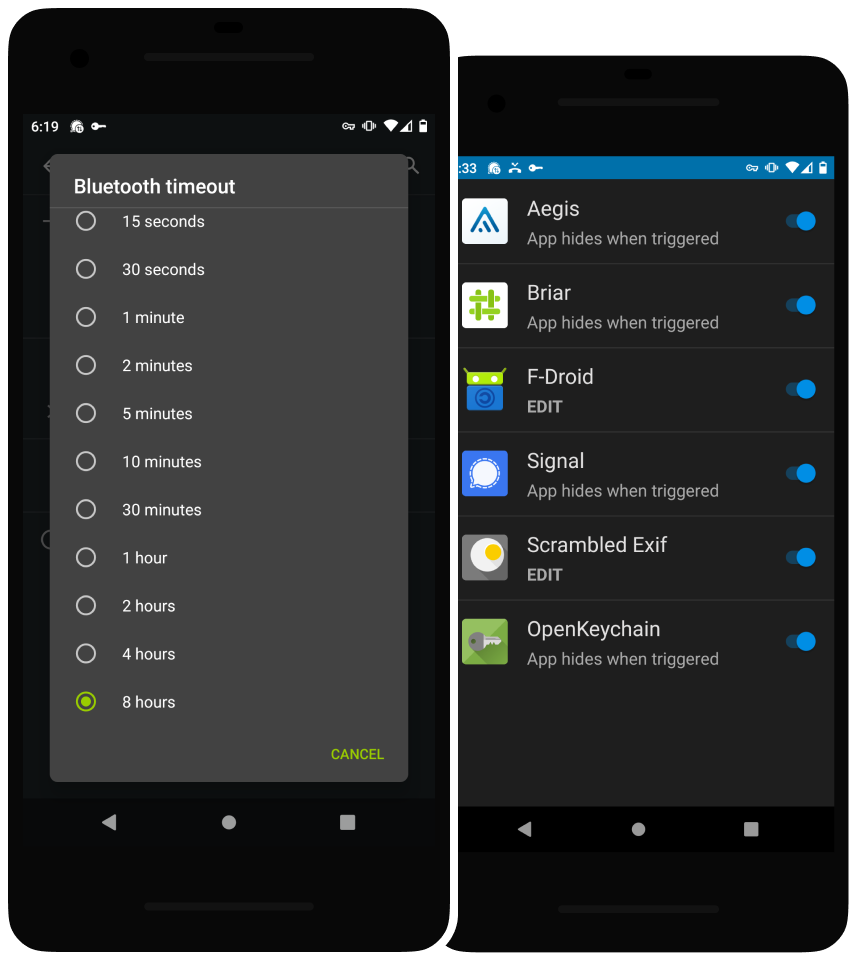 6:19
Bluetooth timeout
15 seconds
30 seconds
1 minute
2 minutes
5 minutes
10 minutes
30 minutes
1 hour
2 hours
4 hours
8 hours
CANCEL
:33
Aegis
App hides when triggered
Briar
App hides when triggered
F-Droid
EDIT
Signal
App hides when triggered
Scrambled Exif
EDIT
OpenKeychain
App hides when triggered